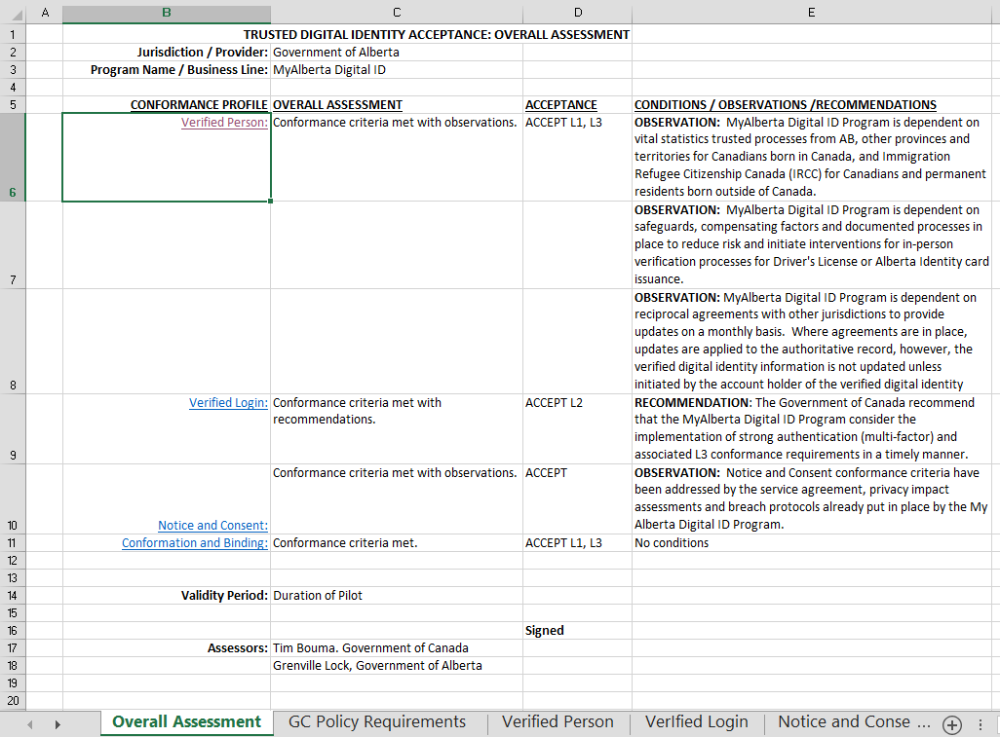 A B C D E
1 TRUSTED DIGITAL IDENTITY ACCEPTANCE: OVERALL ASSESSMENT
2 Jurisdiction / Provider: Government of Alberta
3 Program Name / Business Line: MyAlberta Digital ID
4
5 CONFORMANCE PROFILE OVERALL ASSESSMENT ACCEPTANCE CONDITIONS / OBSERVATIONS /RECOMMENDATIONS
Verified Person: Conformance criteria met with observations. ACCEPT L1, L3 OBSERVATION: MyAlberta Digital ID Program is dependent on
vital statistics trusted processes from AB, other provinces and
territories for Canadians born in Canada, and Immigration
Refugee Citizenship Canada (IRCC) for Canadians and permanent
6 residents born outside of Canada.
OBSERVATION: MyAlberta Digital ID Program is dependent on
safeguards, compensating factors and documented processes in
place to reduce risk and initiate interventions for in-person
verification processes for Driver's License or Alberta Identity card
7 issuance.
OBSERVATION: MyAlberta Digital ID Program is dependent on
reciprocal agreements with other jurisdictions to provide
updates on a monthly basis. Where agreements are in place,
updates are applied to the authoritative record, however, the
verified digital identity information is not updated unless
8 initiated by the account holder of the verified digital identity
Verified Login: Conformance criteria met with ACCEPT L2 RECOMMENDATION: The Government of Canada recommend
recommendations. that the MyAlberta Digital ID Program consider the
implementation of strong authentication (multi-factor) and
9 associated L3 conformance requirements in a timely manner.
Conformance criteria met with observations. ACCEPT OBSERVATION: Notice and Consent conformance criteria have
been addressed by the service agreement, privacy impact
assessments and breach protocols already put in place by the My
10 Notice and Consent: Alberta Digital ID Program.
11 Conformation and Binding: Conformance criteria met. ACCEPT L1, L3 No conditions
12
13
14 Validity Period: Duration of Pilot
15
16 Signed
17 Assessors: Tim Bouma. Government of Canada
18 Grenville Lock, Government of Alberta
19
20
Overall Assessment GC Policy Requirements Verified Person VerIfied Login Notice and Conse ...